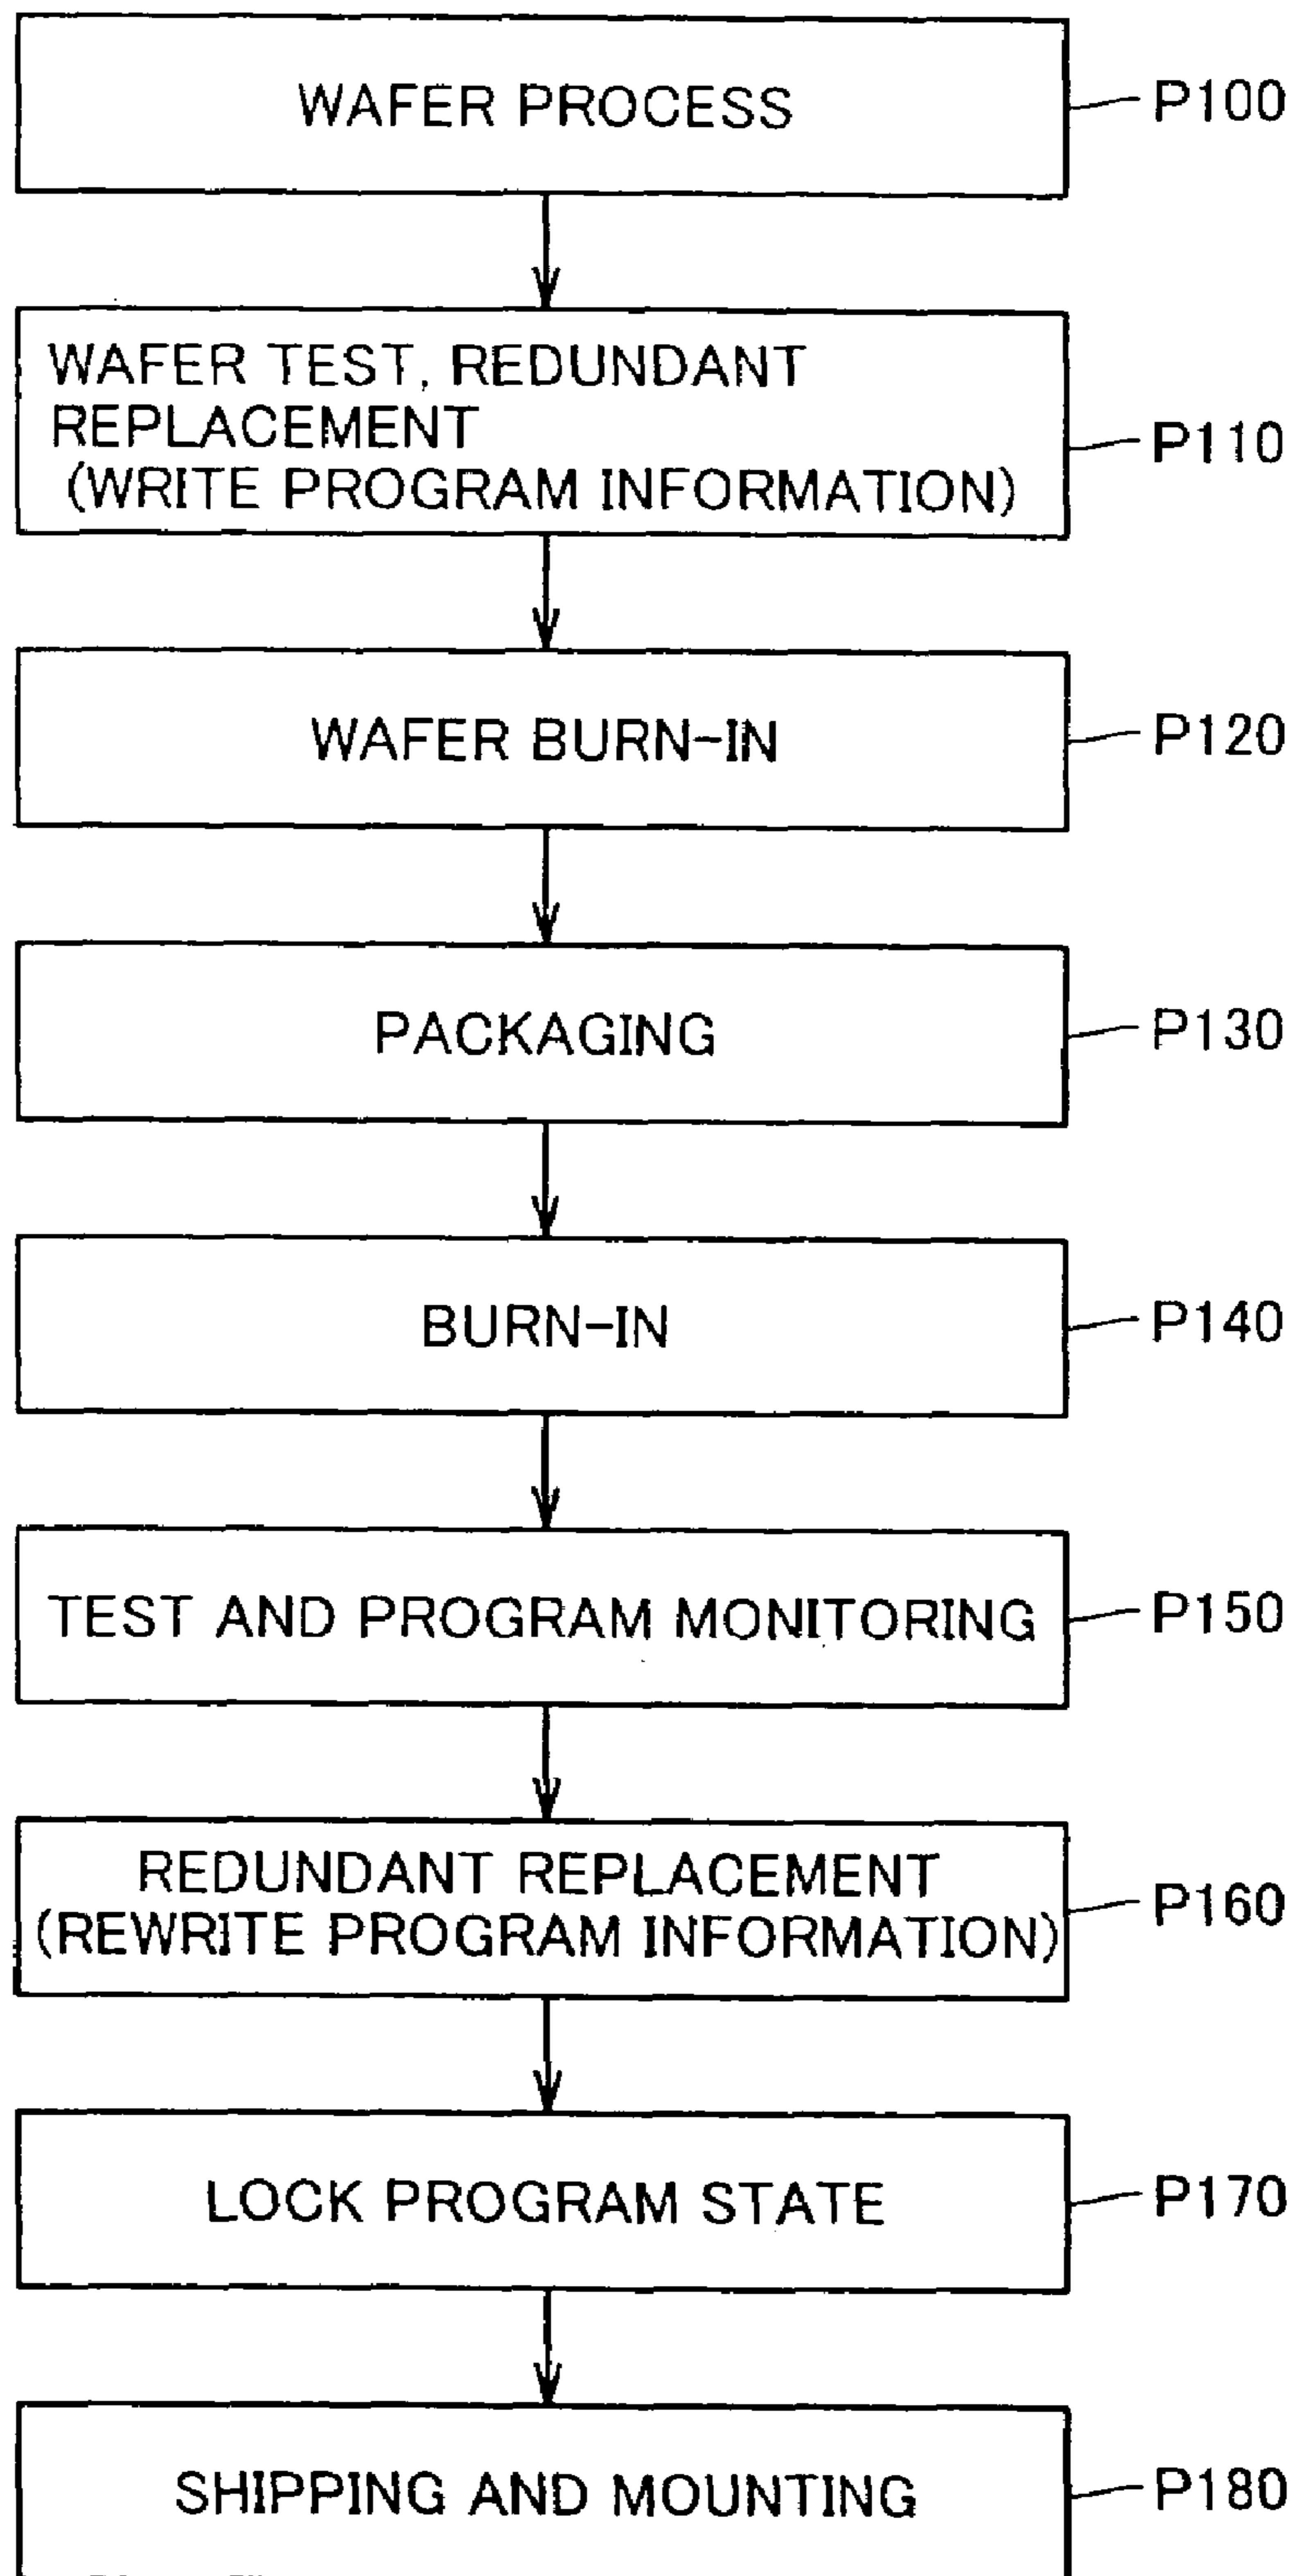 WAFER PROCESS
P100
WAFER TEST, REDUNDANT
REPLACEMENT
(WRITE PROGRAM INFORMATION)
P110
WAFER BURN-IN
P120
PACKAGING
P130
BURN-IN
P140
TEST AND PROGRAM MONITORING
P150
REDUNDANT REPLACEMENT
(REWRITE PROGRAM INFORMATION)
P160
LOCK PROGRAM STATE
P170
SHIPPING AND MOUNTING
P180